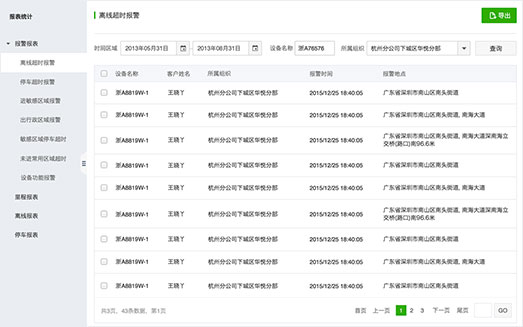 报表统计
报警报表
离线超时报警
停车超时报警
进敏感区域报警
出行政区域报警
敏感区域停车超时
未进常用区域超时
设备功能报警
里程报表
离线报表
停车报表
离线超时报警
导出
时间区域 2013年05月31日 - 2013年08月31日 设备名称 浙A76576 所属组织 杭州分公司下城区华悦分部 查询
设备名称 客户姓名 所属组织 报警时间 报警地点
浙A8819W-1 王晓丫 杭州分公司下城区华悦分部 2015/12/25 18:40:05 广东省深圳市南山区南头街道
浙A8819W-1 王晓丫 杭州分公司下城区华悦分部 2015/12/25 18:40:05 广东省深圳市南山区南头街道, 南海大道
浙A8819W-1 王晓丫 杭州分公司下城区华悦分部 2015/12/25 18:40:05 广东省深圳市南山区南头街道, 南海大道深南海立
交桥(路口)南96.6米
浙A8819W-1 王晓丫 杭州分公司下城区华悦分部 2015/12/25 18:40:05 广东省深圳市南山区南头街道
浙A8819W-1 王晓丫 杭州分公司下城区华悦分部 2015/12/25 18:40:05 广东省深圳市南山区南头街道, 南海大道
浙A8819W-1 王晓丫 杭州分公司下城区华悦分部 2015/12/25 18:40:05 广东省深圳市南山区南头街道, 南海大道深南海立
交桥(路口)南96.6米
浙A8819W-1 王晓丫 杭州分公司下城区华悦分部 2015/12/25 18:40:05 广东省深圳市南山区南头街道
浙A8819W-1 王晓丫 杭州分公司下城区华悦分部 2015/12/25 18:40:05 广东省深圳市南山区南头街道, 南海大道
浙A8819W-1 王晓丫 杭州分公司下城区华悦分部 2015/12/25 18:40:05 广东省深圳市南山区南头街道
共3页, 43条数据, 第1页 首页 上一页 1 2 3 下一页 尾页 GO